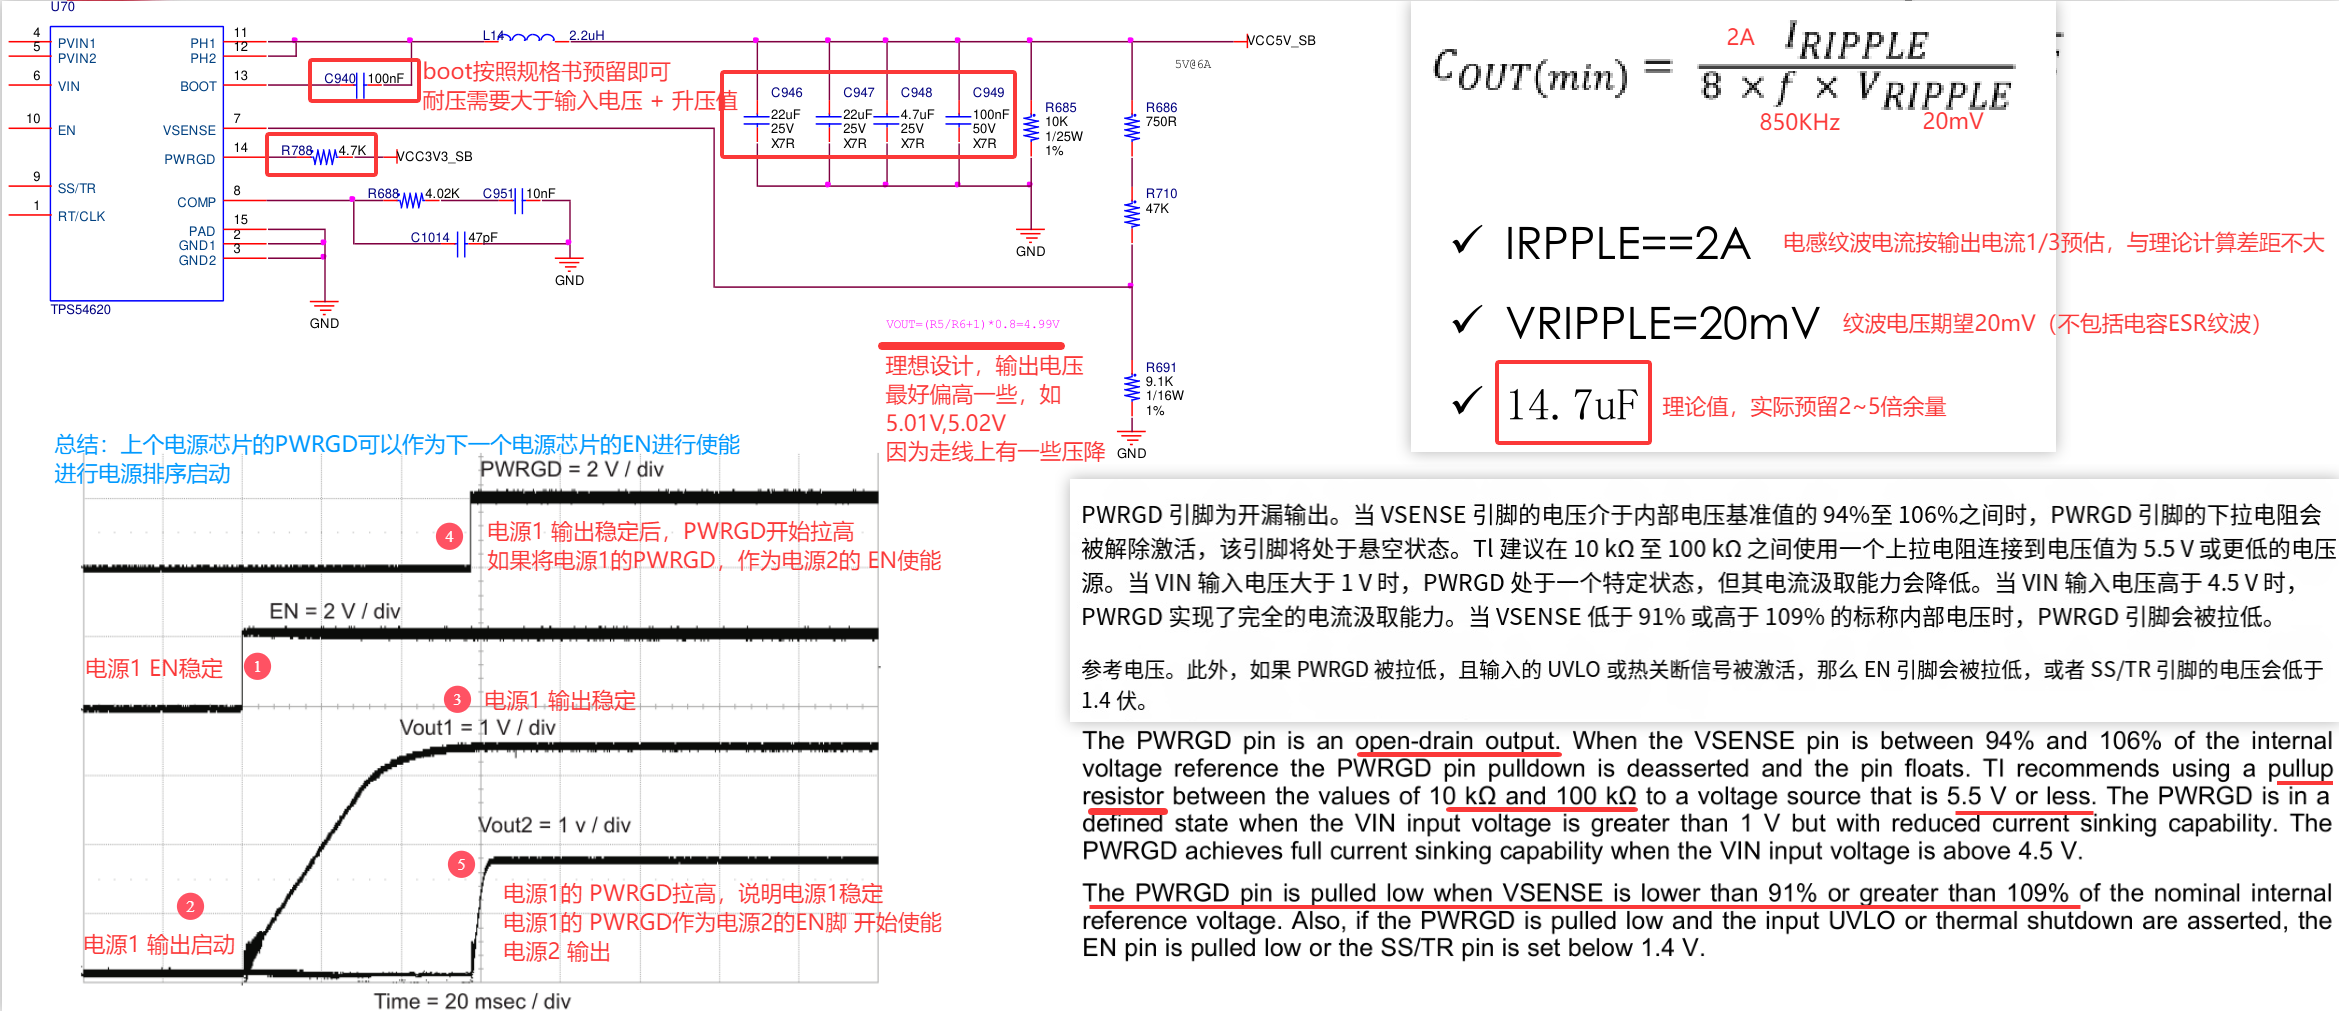 U70
4 PVIN1
5 PVIN2
6 VIN
10 EN
9 SS/TR
1 RT/CLK
PH1 11
PH2 12
BOOT 13
VSENSE 7
PWRGD 14
COMP 8
PAD 15
GND1 2
GND2 3
TPS54620
GND
C940 100nF
boot按照规格书预留即可
耐压需要大于输入电压 + 升压值
R788 4.7K VCC3V3_SB
R688 4.02K C951 10nF
C1014 47pF
GND
L14 2.2uH
VCC5V_SB
5V@6A
C946
22uF
25V
X7R
C947
22uF
25V
X7R
C948
4.7uF
25V
X7R
C949
100nF
50V
X7R
R685
10K
1/25W
1%
GND
R686
750R
R710
47K
R691
9.1K
1/16W
1%
GND
VOUT=(R5/R6+1)*0.8=4.99V
理想设计，输出电压
最好偏高一些，如
5.01V,5.02V
因为走线上有一些压降
COUT(min) = IRIPPLE / 8 × f × VRIPPLE
2A
850KHz
20mV
✓ IRPPLE==2A 电感纹波电流按输出电流1/3预估，与理论计算差距不大
✓ VRIPPLE=20mV 纹波电压期望20mV（不包括电容ESR纹波）
✓ 14.7uF 理论值，实际预留2~5倍余量
总结：上个电源芯片的PWRGD可以作为下一个电源芯片的EN进行使能
进行电源排序启动
PWRGD = 2 V / div
4 电源1 输出稳定后，PWRGD开始拉高
如果将电源1的PWRGD，作为电源2的 EN使能
EN = 2 V / div
电源1 EN稳定 1
3 电源1 输出稳定
Vout1 = 1 V / div
Vout2 = 1 v / div
5
电源1的 PWRGD拉高，说明电源1稳定
电源1的 PWRGD作为电源2的EN脚 开始使能
电源2 输出
2
电源1 输出启动
Time = 20 msec / div
PWRGD 引脚为开漏输出。当 VSENSE 引脚的电压介于内部电压基准值的 94%至 106%之间时，PWRGD 引脚的下拉电阻会
被解除激活，该引脚将处于悬空状态。Tl 建议在 10 kΩ 至 100 kΩ 之间使用一个上拉电阻连接到电压值为 5.5 V 或更低的电压
源。当 VIN 输入电压大于 1 V 时，PWRGD 处于一个特定状态，但其电流汲取能力会降低。当 VIN 输入电压高于 4.5 V 时，
PWRGD 实现了完全的电流汲取能力。当 VSENSE 低于 91% 或高于 109% 的标称内部电压时，PWRGD 引脚会被拉低。
参考电压。此外，如果 PWRGD 被拉低，且输入的 UVLO 或热关断信号被激活，那么 EN 引脚会被拉低，或者 SS/TR 引脚的电压会低于
1.4 伏。
The PWRGD pin is an open-drain output. When the VSENSE pin is between 94% and 106% of the internal
voltage reference the PWRGD pin pulldown is deasserted and the pin floats. TI recommends using a pullup
resistor between the values of 10 kΩ and 100 kΩ to a voltage source that is 5.5 V or less. The PWRGD is in a
defined state when the VIN input voltage is greater than 1 V but with reduced current sinking capability. The
PWRGD achieves full current sinking capability when the VIN input voltage is above 4.5 V.
The PWRGD pin is pulled low when VSENSE is lower than 91% or greater than 109% of the nominal internal
reference voltage. Also, if the PWRGD is pulled low and the input UVLO or thermal shutdown are asserted, the
EN pin is pulled low or the SS/TR pin is set below 1.4 V.